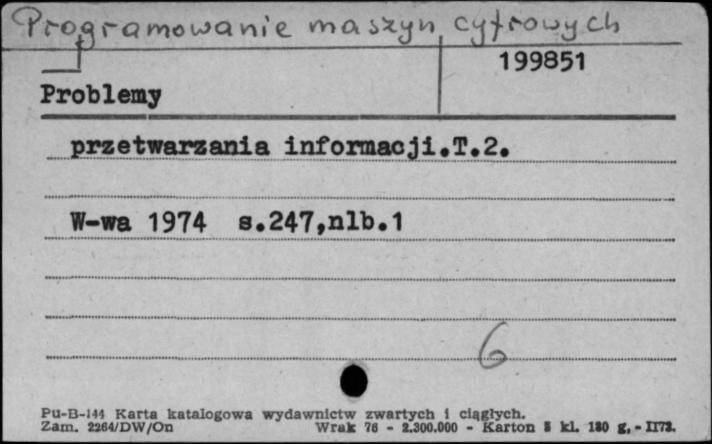 Programowanie maszyn cyfrowych
199851
Problemy
przetwarzania informacji.T.2.
W-wa 1974 s.247,nlb.1
6
Pu-B-144 Karta katalogowa wydawnictw zwartych i ciągłych.
Zam. 2264/DW/On Wrak 76 - 2.300.000 - Karton 5 kl. 180 g, - II73.